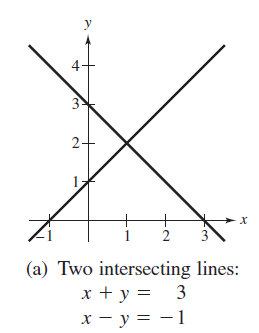 y
4
3
2
1
x
-1 1 2 3
(a) Two intersecting lines:
x + y = 3
x − y = −1